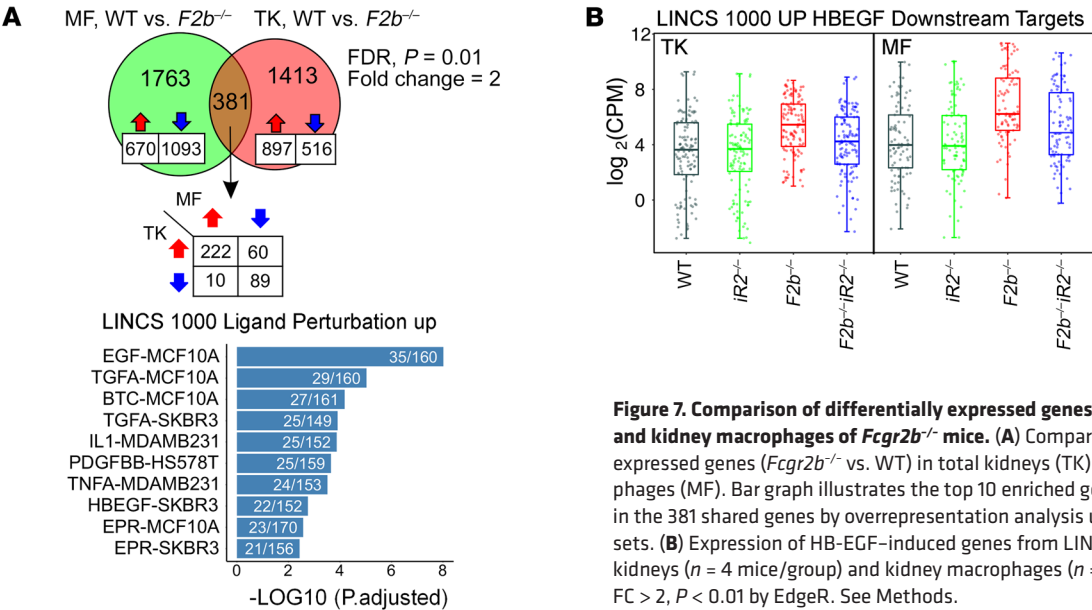 A
MF, WT vs. F2b⁻/⁻ TK, WT vs. F2b⁻/⁻
FDR, P = 0.01
Fold change = 2
1763 381 1413
670 1093 897 516
MF
TK
222 60
10 89
LINCS 1000 Ligand Perturbation up
EGF-MCF10A 35/160
TGFA-MCF10A 29/160
BTC-MCF10A 27/161
TGFA-SKBR3 25/149
IL1-MDAMB231 25/152
PDGFBB-HS578T 25/159
TNFA-MDAMB231 24/153
HBEGF-SKBR3 22/152
EPR-MCF10A 23/170
EPR-SKBR3 21/156
0 2 4 6 8
-LOG10 (P.adjusted)
B
LINCS 1000 UP HBEGF Downstream Targets
TK MF
log ₂(CPM)
12
8
4
0
WT iR2⁻/⁻ F2b⁻/⁻ F2b⁻/⁻iR2⁻/⁻ WT iR2⁻/⁻ F2b⁻/⁻ F2b⁻/⁻iR2⁻/⁻
Figure 7. Comparison of differentially expressed genes
and kidney macrophages of Fcgr2b⁻/⁻ mice. (A) Compar
expressed genes (Fcgr2b⁻/⁻ vs. WT) in total kidneys (TK)
phages (MF). Bar graph illustrates the top 10 enriched g
in the 381 shared genes by overrepresentation analysis u
sets. (B) Expression of HB-EGF–induced genes from LIN
kidneys (n = 4 mice/group) and kidney macrophages (n =
FC > 2, P < 0.01 by EdgeR. See Methods.